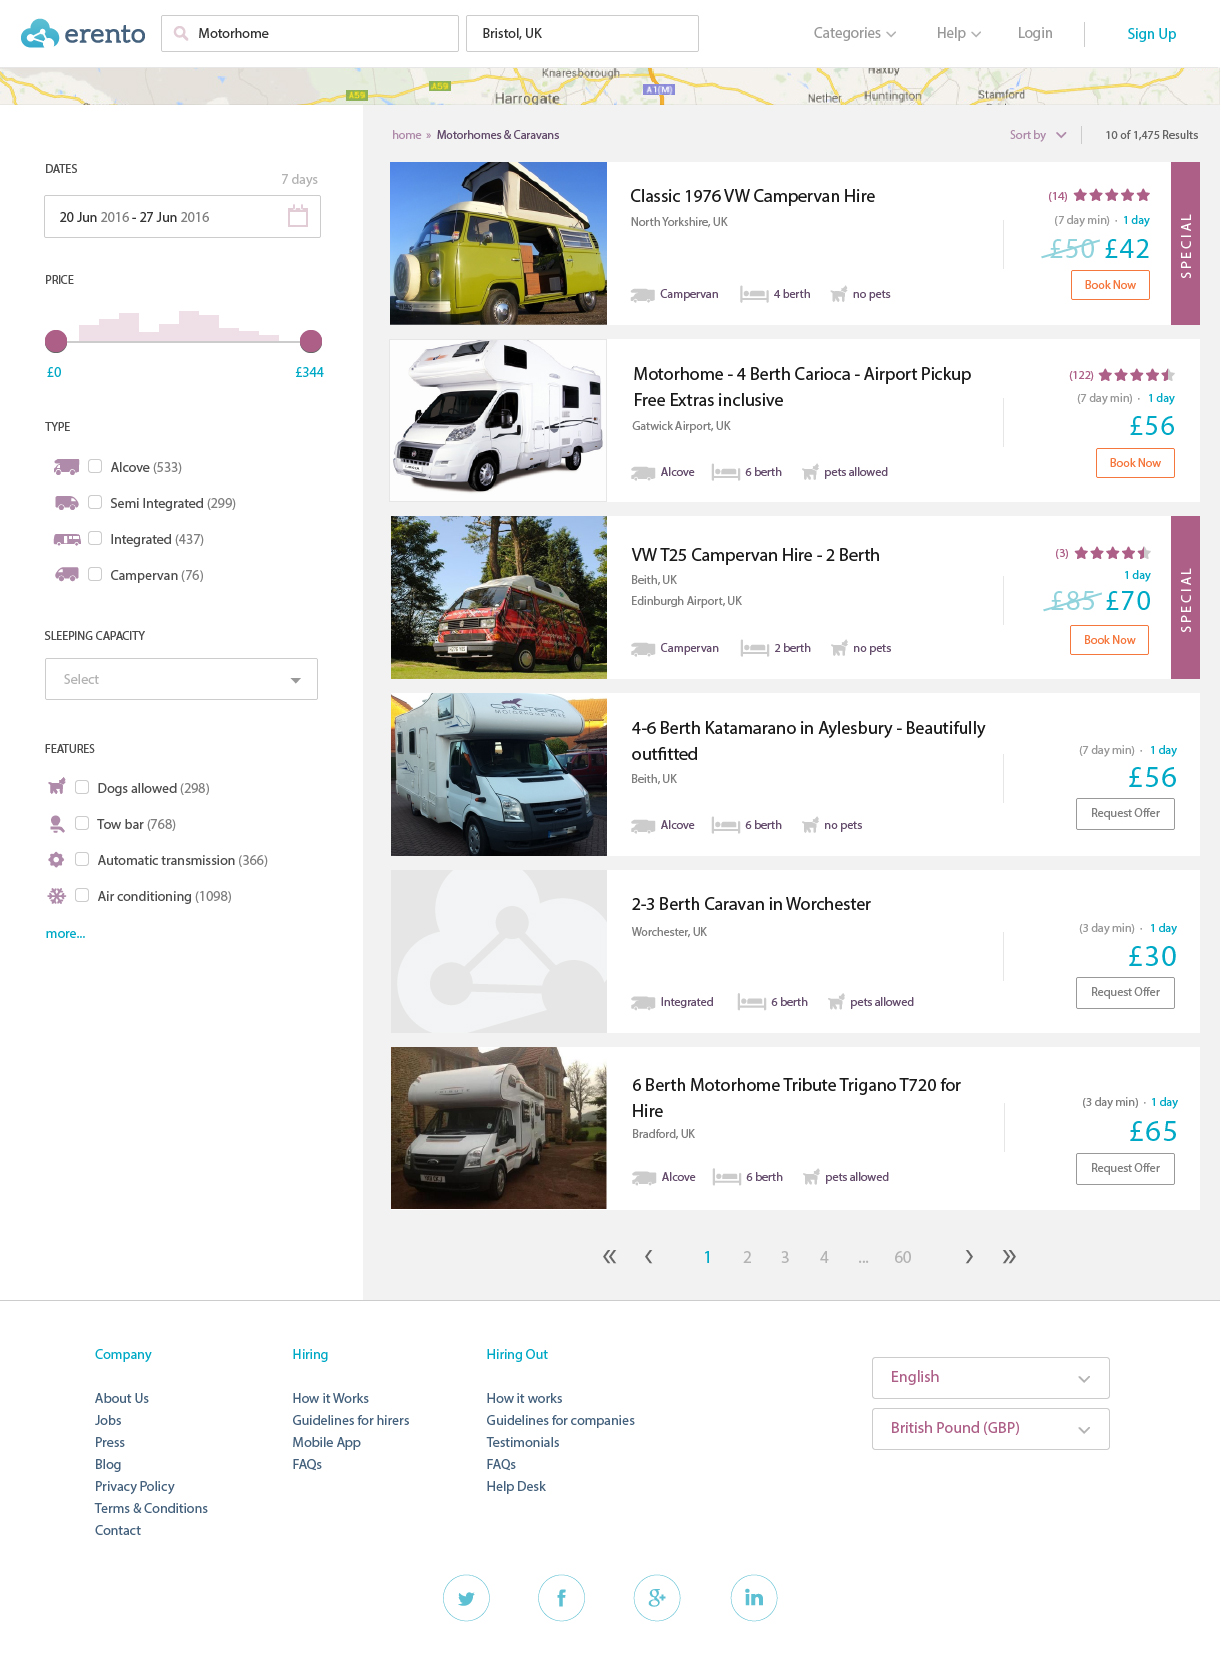 erento
Motorhome
Bristol, UK
Categories
Help
Login
Sign Up
Knaresborough
Haxby
A59
A59
A1(M)
Harrogate
Nether
Huntington
Stamford
home » Motorhomes & Caravans
Sort by
10 of 1,475 Results
DATES
7 days
20 Jun 2016 - 27 Jun 2016
PRICE
£0
£344
TYPE
Alcove (533)
Semi Integrated (299)
Integrated (437)
Campervan (76)
SLEEPING CAPACITY
Select
FEATURES
Dogs allowed (298)
Tow bar (768)
Automatic transmission (366)
Air conditioning (1098)
more...
Classic 1976 VW Campervan Hire
North Yorkshire, UK
Campervan
4 berth
no pets
(14)
(7 day min) · 1 day
£50 £42
Book Now
SPECIAL
Motorhome - 4 Berth Carioca - Airport Pickup
Free Extras inclusive
Gatwick Airport, UK
Alcove
6 berth
pets allowed
(122)
(7 day min) · 1 day
£56
Book Now
VW T25 Campervan Hire - 2 Berth
Beith, UK
Edinburgh Airport, UK
Campervan
2 berth
no pets
(3)
1 day
£85 £70
Book Now
SPECIAL
4-6 Berth Katamarano in Aylesbury - Beautifully
outfitted
Beith, UK
Alcove
6 berth
no pets
(7 day min) · 1 day
£56
Request Offer
2-3 Berth Caravan in Worchester
Worchester, UK
Integrated
6 berth
pets allowed
(3 day min) · 1 day
£30
Request Offer
6 Berth Motorhome Tribute Trigano T720 for
Hire
Bradford, UK
Alcove
6 berth
pets allowed
(3 day min) · 1 day
£65
Request Offer
« ‹ 1 2 3 4 ... 60 › »
Company
About Us
Jobs
Press
Blog
Privacy Policy
Terms & Conditions
Contact
Hiring
How it Works
Guidelines for hirers
Mobile App
FAQs
Hiring Out
How it works
Guidelines for companies
Testimonials
FAQs
Help Desk
English
British Pound (GBP)